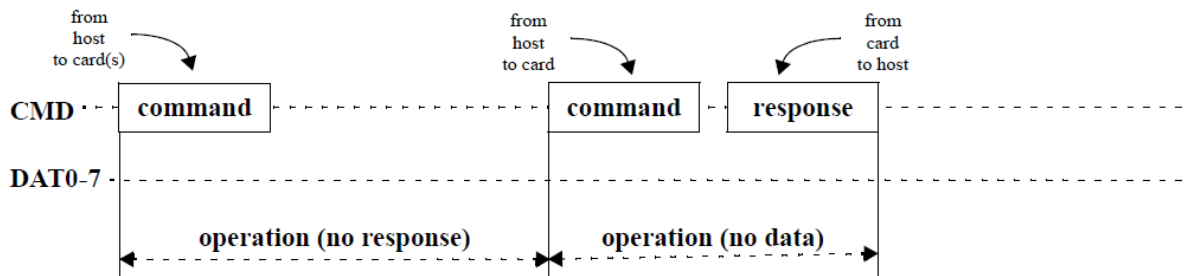 from
host
to card(s)
from
host
to card
from
card
to host
CMD
command
command
response
DAT0-7
operation (no response)
operation (no data)